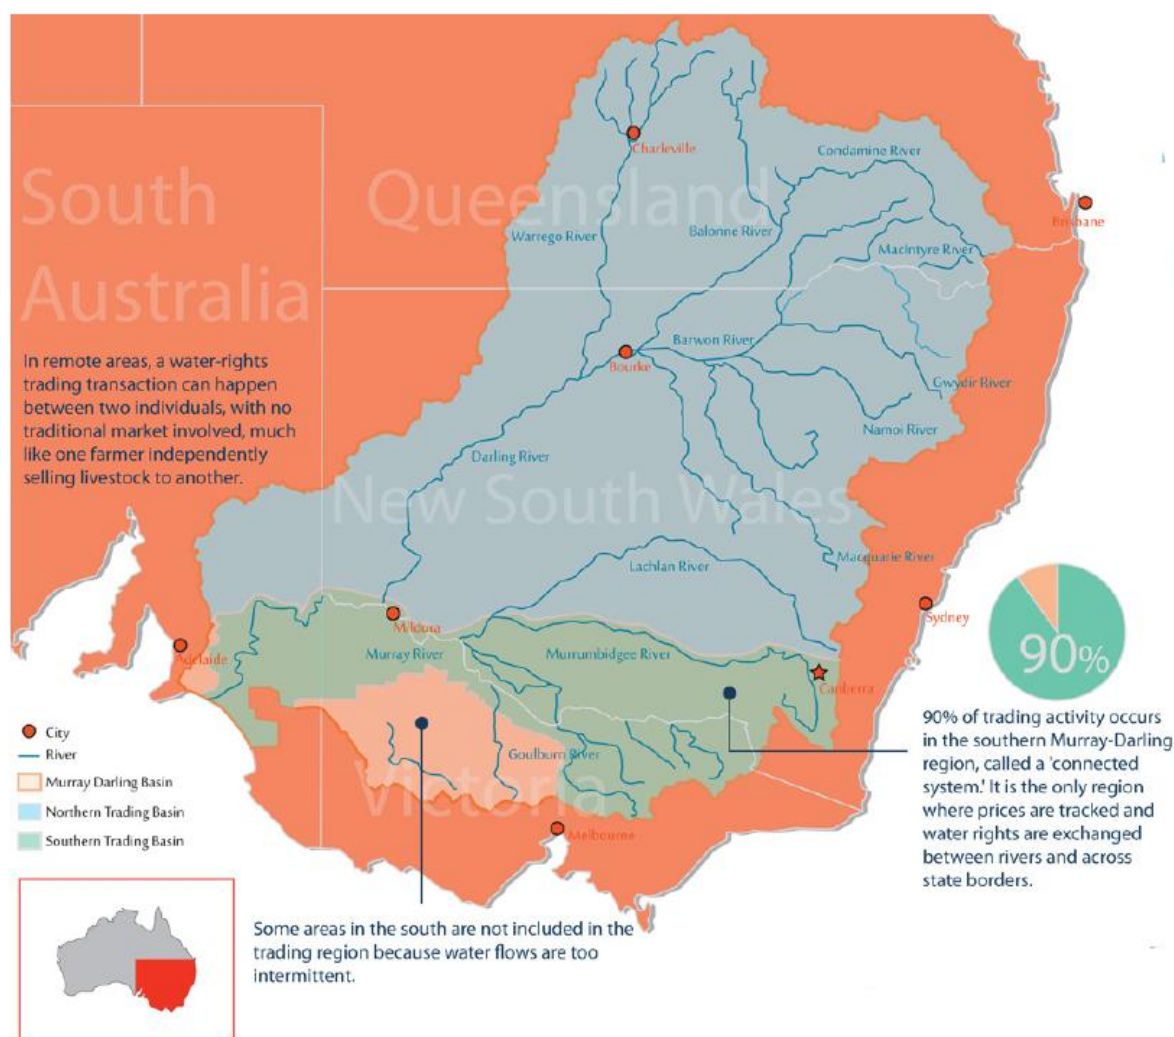 South
Australia
Queensland
Charleville
Condamine River
Brisbane
Warrego River
Balonne River
MacIntyre River
In remote areas, a water-rights
trading transaction can happen
between two individuals, with no
traditional market involved, much
like one farmer independently
selling livestock to another.
Barwon River
Bourke
Gwydir River
Namoi River
Darling River
New South Wales
Macquarie River
Lachlan River
Sydney
Mildura
Adelaide
Murray River
Murrumbidgee River
Canberra
90%
90% of trading activity occurs
in the southern Murray-Darling
region, called a 'connected
system.' It is the only region
where prices are tracked and
water rights are exchanged
between rivers and across
state borders.
Goulburn River
Victoria
Melbourne
City
River
Murray Darling Basin
Northern Trading Basin
Southern Trading Basin
Some areas in the south are not included in the
trading region because water flows are too
intermittent.